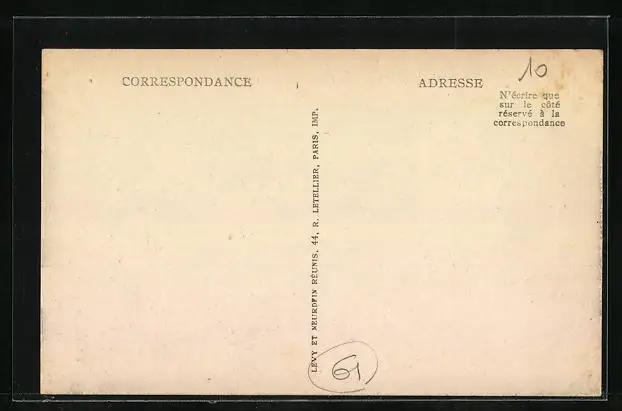 CORRESPONDANCE
ADRESSE
10
N'écrire que
sur le côté
réservé à la
correspondance
LÉVY ET NEURDEIN RÉUNIS, 44, R. LETELLIER, PARIS, IMP.
61